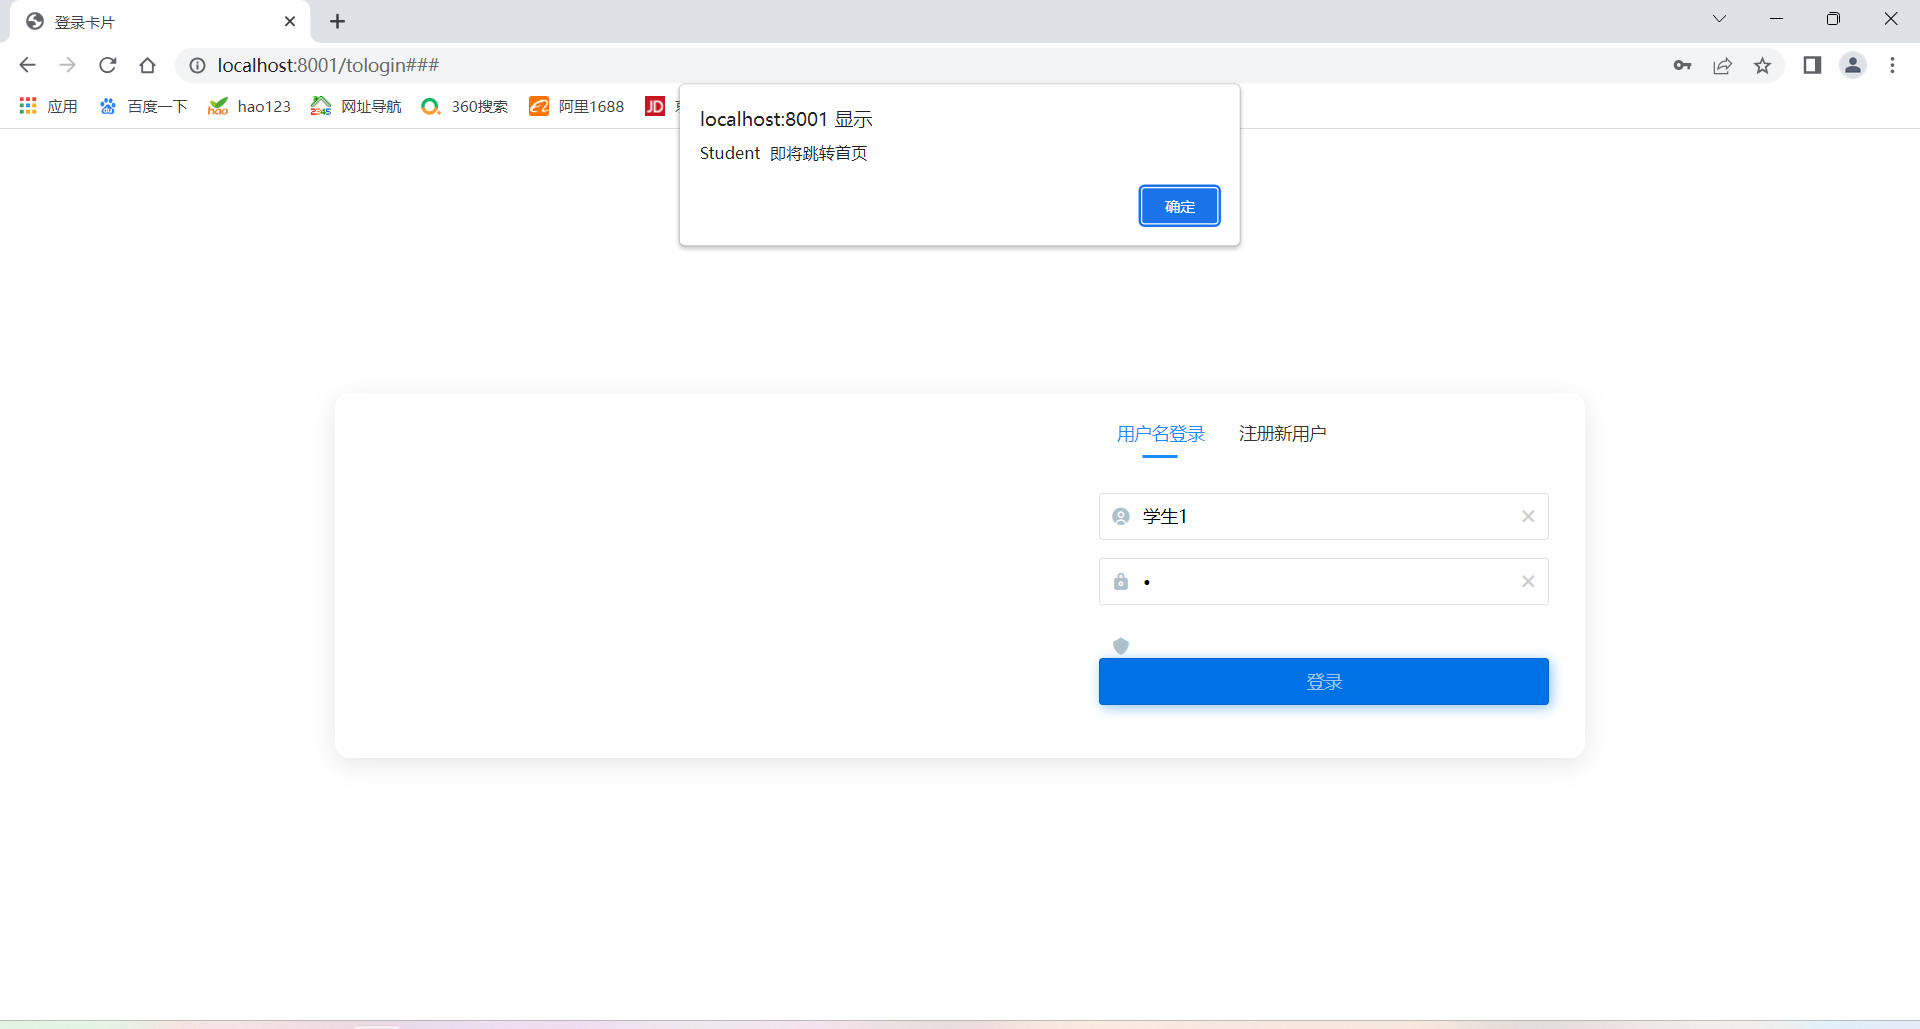 登录卡片
localhost:8001/tologin###
应用 百度一下 hao hao123 2345 网址导航 360搜索 阿里1688 JD
localhost:8001 显示
Student 即将跳转首页
确定
用户名登录 注册新用户
学生1
•
登录